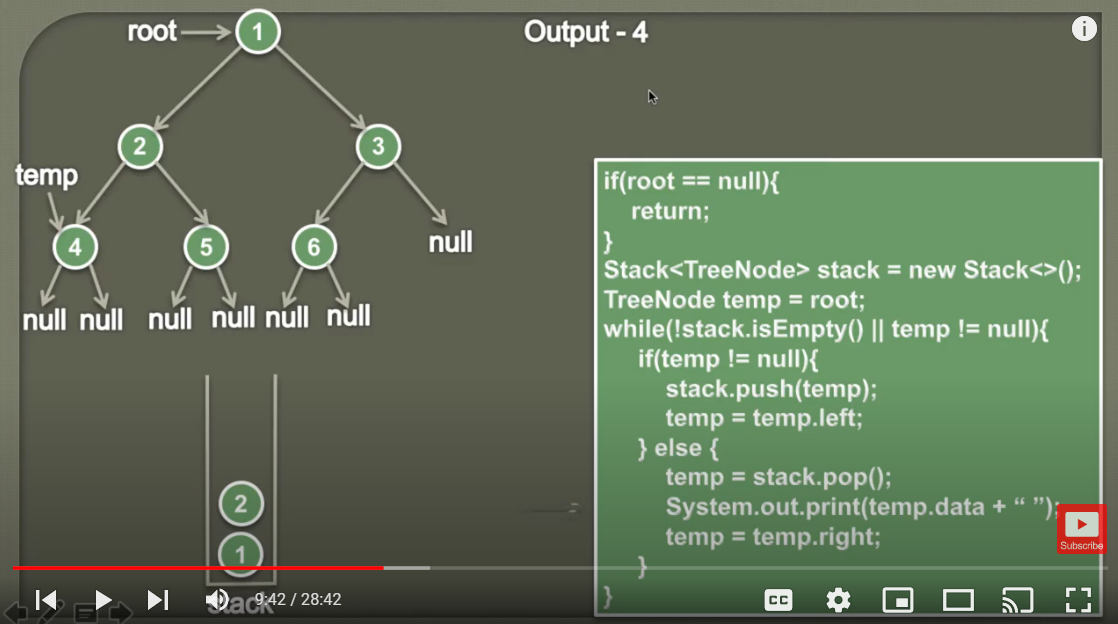 root
1
Output - 4
2
3
temp
4
5
6
null
null
null
null
null
null
null
if(root == null){
return;
}
Stack<TreeNode> stack = new Stack<>();
TreeNode temp = root;
while(!stack.isEmpty() || temp != null){
if(temp != null){
stack.push(temp);
temp = temp.left;
} else {
temp = stack.pop();
System.out.print(temp.data + “ ”);
temp = temp.right;
}
}
2
1
stack
Subscribe
9:42 / 28:42
CC